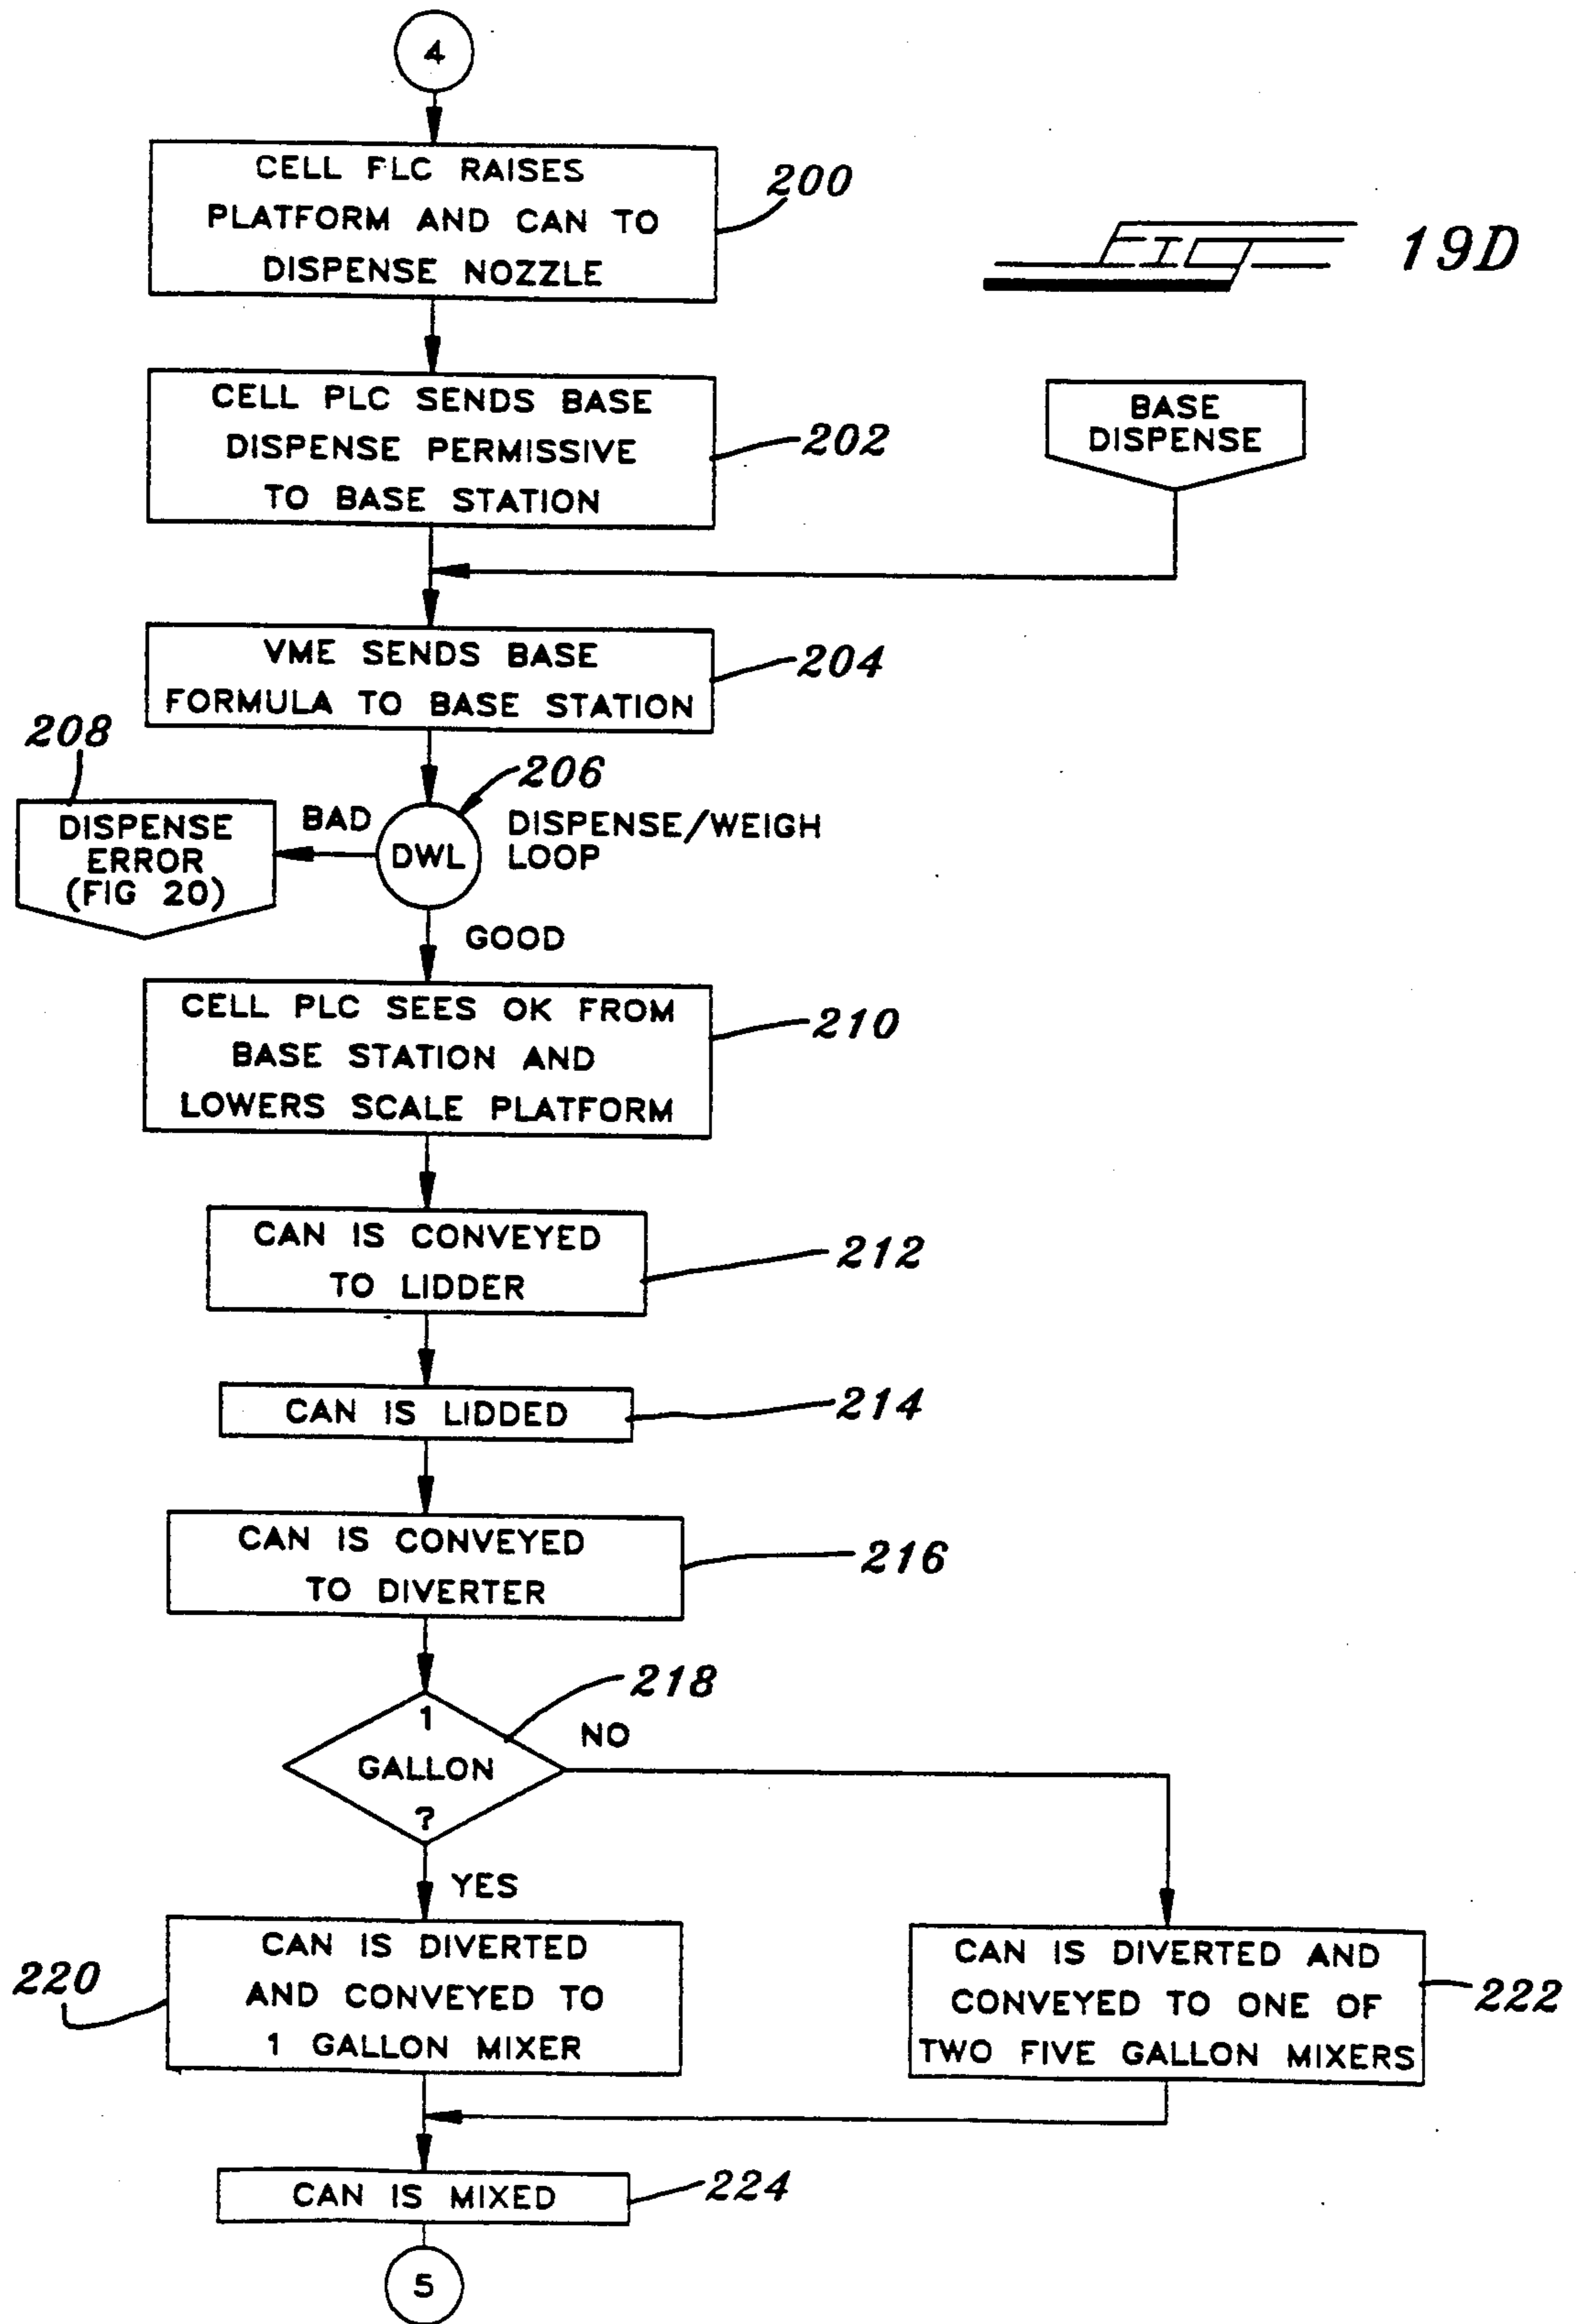 4
CELL FLC RAISES
PLATFORM AND CAN TO
DISPENSE NOZZLE
200
FIG 19D
CELL PLC SENDS BASE
DISPENSE PERMISSIVE
TO BASE STATION
202
BASE
DISPENSE
VME SENDS BASE
FORMULA TO BASE STATION
204
208
206
DISPENSE
ERROR
(FIG 20)
BAD
DWL
DISPENSE/WEIGH
LOOP
GOOD
CELL PLC SEES OK FROM
BASE STATION AND
LOWERS SCALE PLATFORM
210
CAN IS CONVEYED
TO LIDDER
212
CAN IS LIDDED
214
CAN IS CONVEYED
TO DIVERTER
216
218
1
GALLON
?
NO
YES
220
CAN IS DIVERTED
AND CONVEYED TO
1 GALLON MIXER
CAN IS DIVERTED AND
CONVEYED TO ONE OF
TWO FIVE GALLON MIXERS
222
CAN IS MIXED
224
5